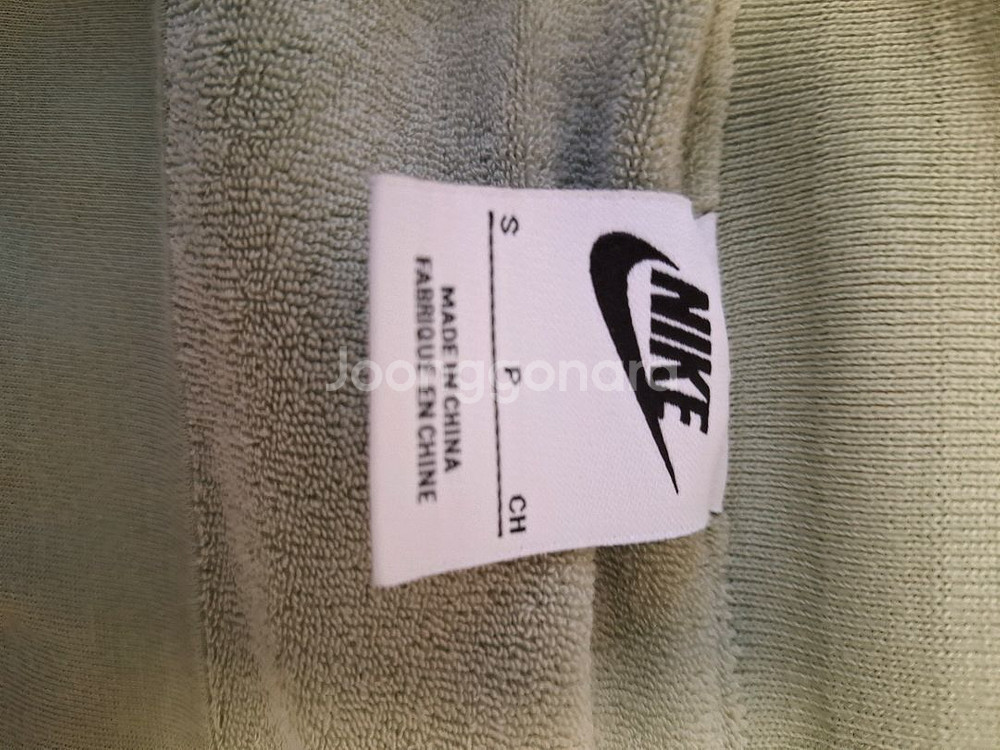 NIKE
S P CH
MADE IN CHINA
FABRIQUE EN CHINE
Joonggonara